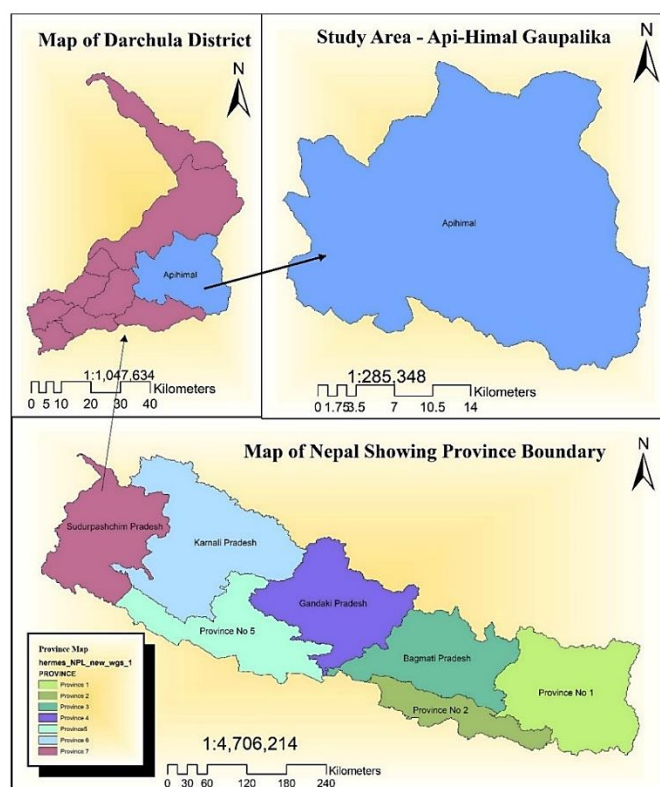 Map of Darchula District
N
Apihimal
1:1,047,634
Kilometers
0 5 10 20 30 40
Study Area - Api-Himal Gaupalika
N
Apihimal
1:285,348
Kilometers
0 1.75 3.5 7 10.5 14
Map of Nepal Showing Province Boundary
N
Sudurpashchim Pradesh
Karnali Pradesh
Gandaki Pradesh
Province No 5
Bagmati Pradesh
Province No 1
Province No 2
Province Map
hermes_NPL_new_wgs_1
PROVINCE
Province 1
Province 2
Province 3
Province 4
Province5
Province 6
Province 7
1:4,706,214
Kilometers
0 30 60 120 180 240